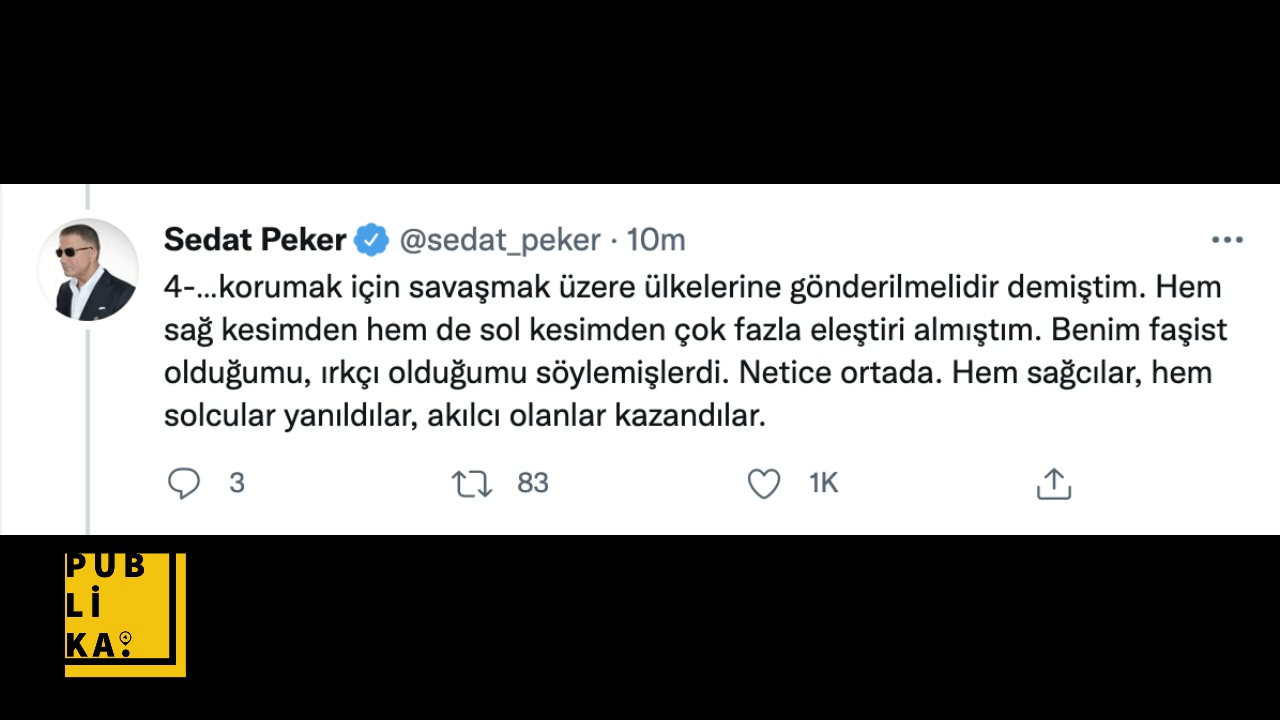 Sedat Peker @sedat_peker · 10m
4-...korumak için savaşmak üzere ülkelerine gönderilmelidir demiştim. Hem
sağ kesimden hem de sol kesimden çok fazla eleştiri almıştım. Benim faşist
olduğumu, ırkçı olduğumu söylemişlerdi. Netice ortada. Hem sağcılar, hem
solcular yanıldılar, akılcı olanlar kazandılar.
3 83 1K
PUB
Lİ
KA